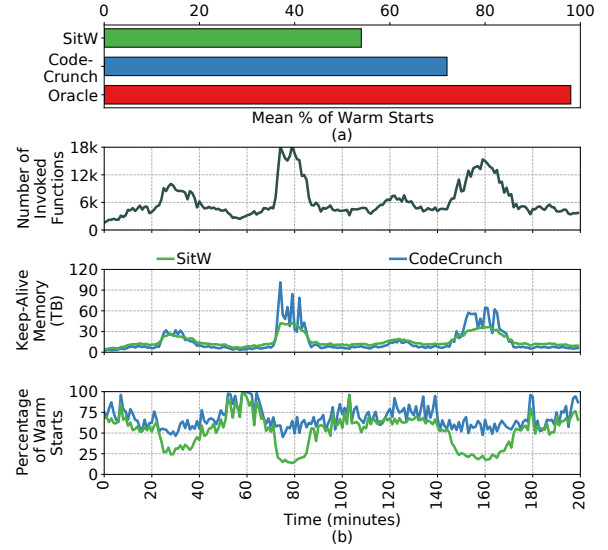 0 20 40 60 80 100
SitW
Code-
Crunch
Oracle
Mean % of Warm Starts
(a)
Number of
Invoked
Functions
18k
12k
6k
0
SitW CodeCrunch
Keep-Alive
Memory
(TB)
120
90
60
30
0
Percentage
of Warm
Starts
100
75
50
25
0
0 20 40 60 80 100 120 140 160 180 200
Time (minutes)
(b)